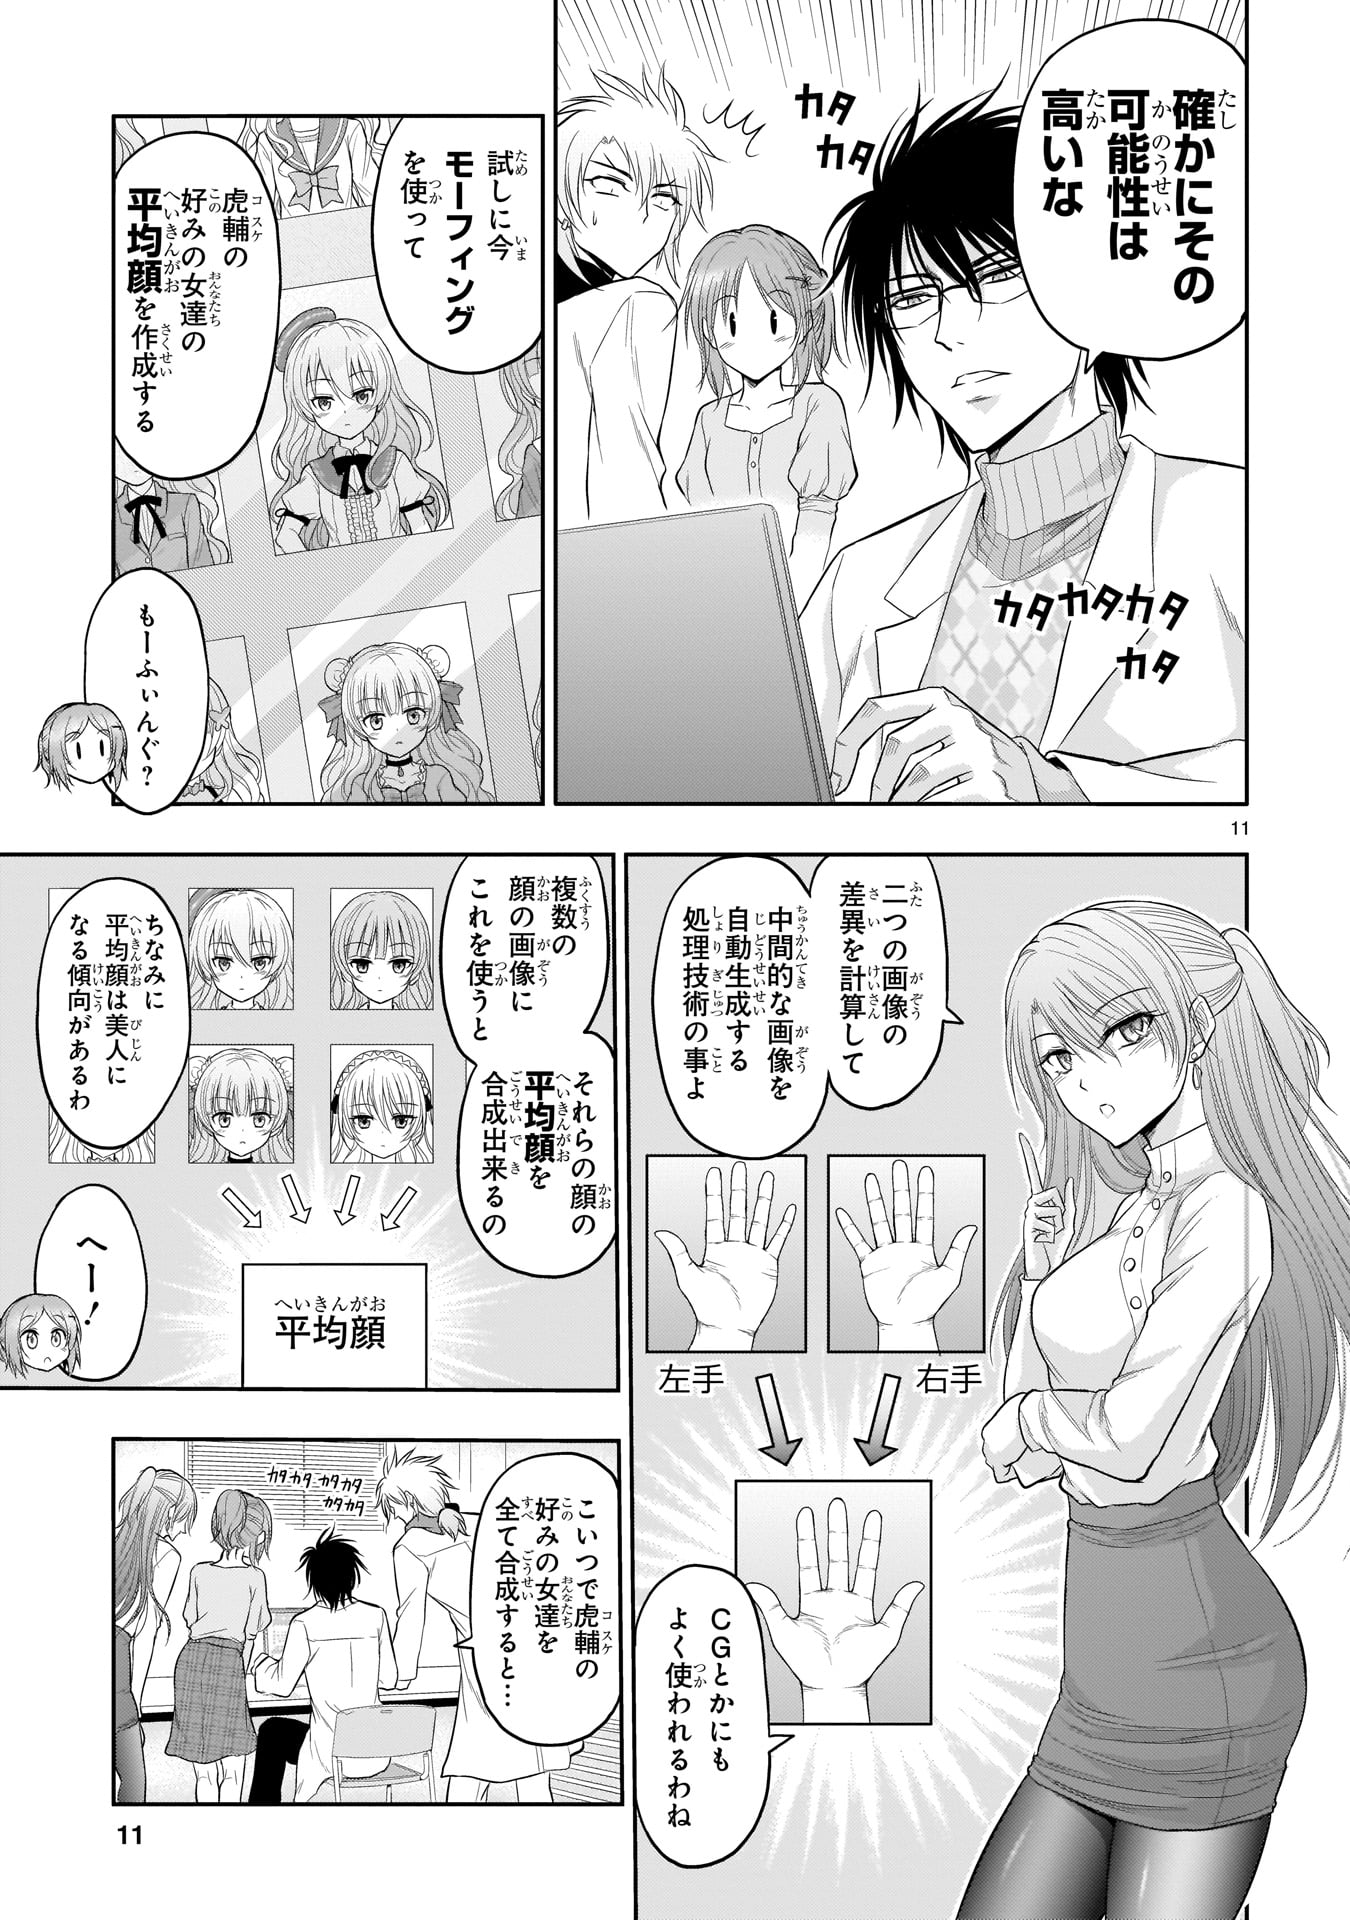 確かにその
可能性は
高いな
カタ
カタ
カタカタカタ
カタ
試しに今
モーフィング
を使って
虎輔の
好みの女達の
平均顔を作成する
もーふぃんぐ?
11
二つの画像の
差異を計算して
中間的な画像を
自動生成する
処理技術の事よ
左手
右手
CGとかにも
よく使われるわね
複数の
顔の画像に
これを使うと
それらの顔の
平均顔を
合成出来るの
ちなみに
平均顔は美人に
なる傾向があるわ
へいきんがお
平均顔
へー!
カタカタカタカタ
カタカタ
こいつで虎輔の
好みの女達を
全て合成すると…
11